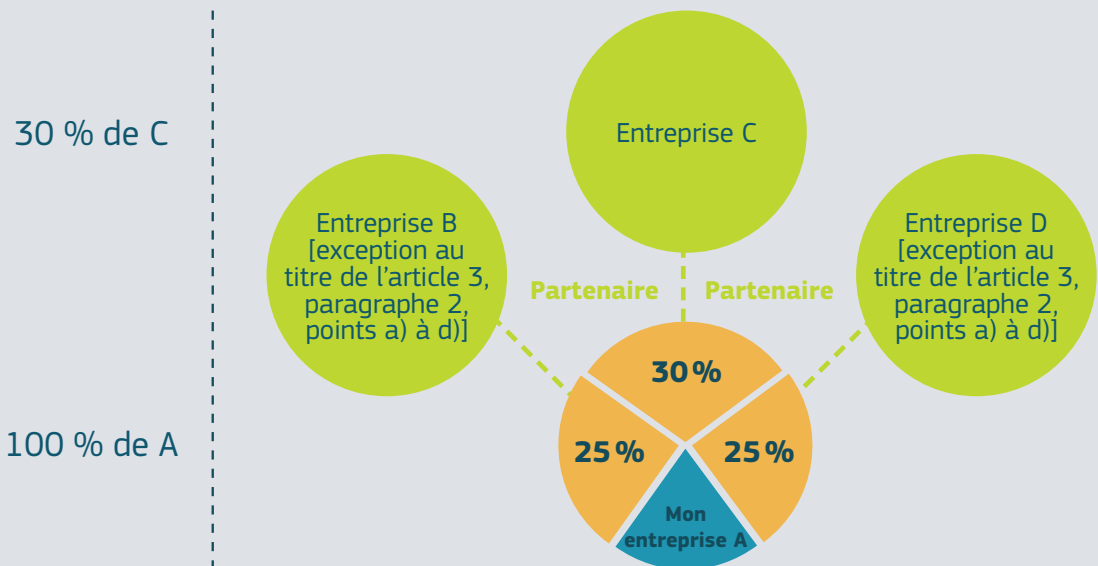 30 % de C
Entreprise C
Entreprise B
[exception au
titre de l'article 3,
paragraphe 2,
points a) à d)]
Partenaire
Partenaire
Entreprise D
[exception au
titre de l'article 3,
paragraphe 2,
points a) à d)]
30 %
100 % de A
25 %
25 %
Mon
entreprise A